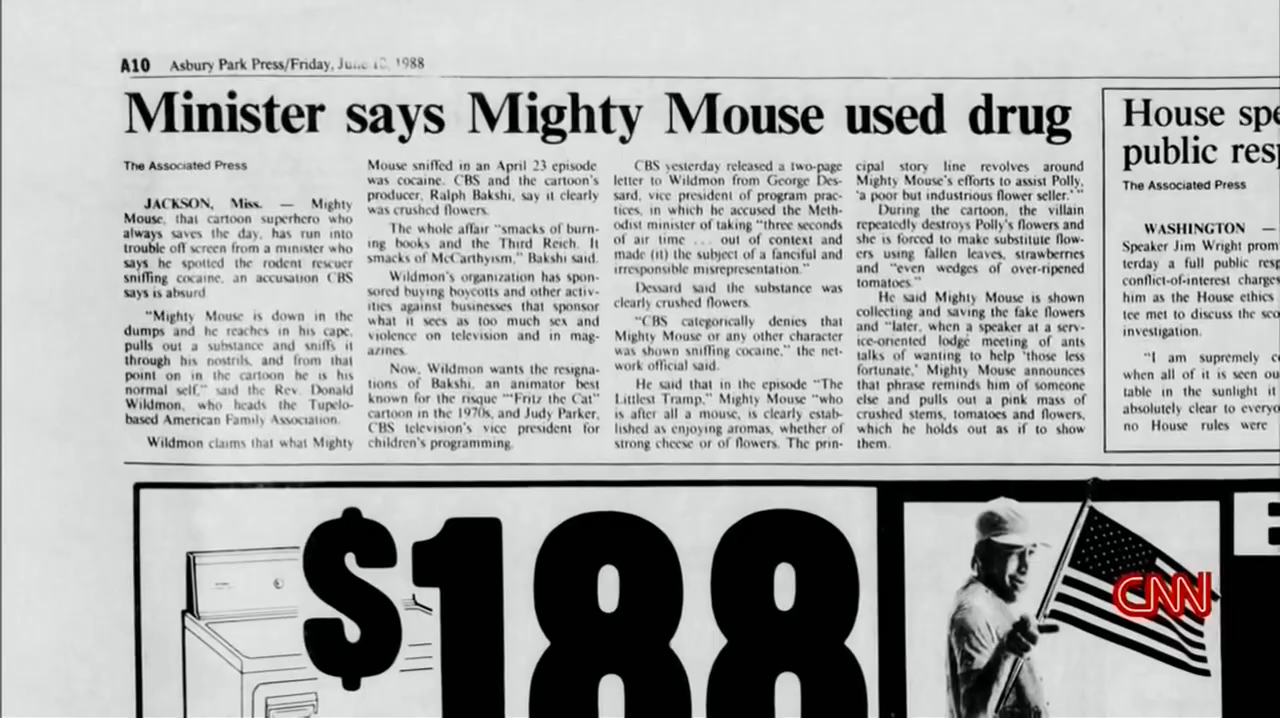 A10 Asbury Park Press/Friday, June 1988
Minister says Mighty Mouse used drug
The Associated Press
JACKSON, Miss. — Mighty
Mouse, that cartoon superhero who
always saves the day, has run into
trouble off screen from a minister who
says he spotted the rodent rescuer
sniffing cocaine, an accusation CBS
says is absurd
"Mighty Mouse is down in the
dumps and he reaches in his cape,
pulls out a substance and sniffs it
through his nostrils, and from that
point on in the cartoon he is his
normal self," said the Rev. Donald
Wildmon, who heads the Tupelo-
based American Family Association.
Wildmon claims that what Mighty
Mouse sniffed in an April 23 episode
was cocaine. CBS and the cartoon's
producer, Ralph Bakshi, say it clearly
was crushed flowers.
The whole affair "smacks of burn-
ing books and the Third Reich. It
smacks of McCarthyism," Bakshi said.
Wildmon's organization has spon-
sored buying boycotts and other activ-
ities against businesses that sponsor
what it sees as too much sex and
violence on television and in mag-
azines.
Now, Wildmon wants the resigna-
tions of Bakshi, an animator best
known for the risque "'Fritz the Cat"
cartoon in the 1970s, and Judy Parker,
CBS television's vice president for
children's programming.
CBS yesterday released a two-page
letter to Wildmon from George Des-
sard, vice president of program prac-
tices, in which he accused the Meth-
odist minister of taking "three seconds
of air time ... out of context and
made (it) the subject of a fanciful and
irresponsible misrepresentation."
Dessard said the substance was
clearly crushed flowers.
"CBS categorically denies that
Mighty Mouse or any other character
was shown sniffing cocaine," the net-
work official said.
He said that in the episode "The
Littlest Tramp," Mighty Mouse "who
is after all a mouse, is clearly estab-
lished as enjoying aromas, whether of
strong cheese or of flowers. The prin-
cipal story line revolves around
Mighty Mouse's efforts to assist Polly,
'a poor but industrious flower seller.'"
During the cartoon, the villain
repeatedly destroys Polly's flowers and
she is forced to make substitute flow-
ers using fallen leaves, strawberries
and "even wedges of over-ripened
tomatoes."
He said Mighty Mouse is shown
collecting and saving the fake flowers
and "later, when a speaker at a serv-
ice-oriented lodge meeting of ants
talks of wanting to help 'those less
fortunate,' Mighty Mouse announces
that phrase reminds him of someone
else and pulls out a pink mass of
crushed stems, tomatoes and flowers,
which he holds out as if to show
them.
House spe
public resp
The Associated Press
WASHINGTON —
Speaker Jim Wright prom
terday a full public resp
conflict-of-interest charges
him as the House ethics
tee met to discuss the sco
investigation.
"I am supremely c
when all of it is seen ou
table in the sunlight it
absolutely clear to everyo
no House rules were
$188
CNN